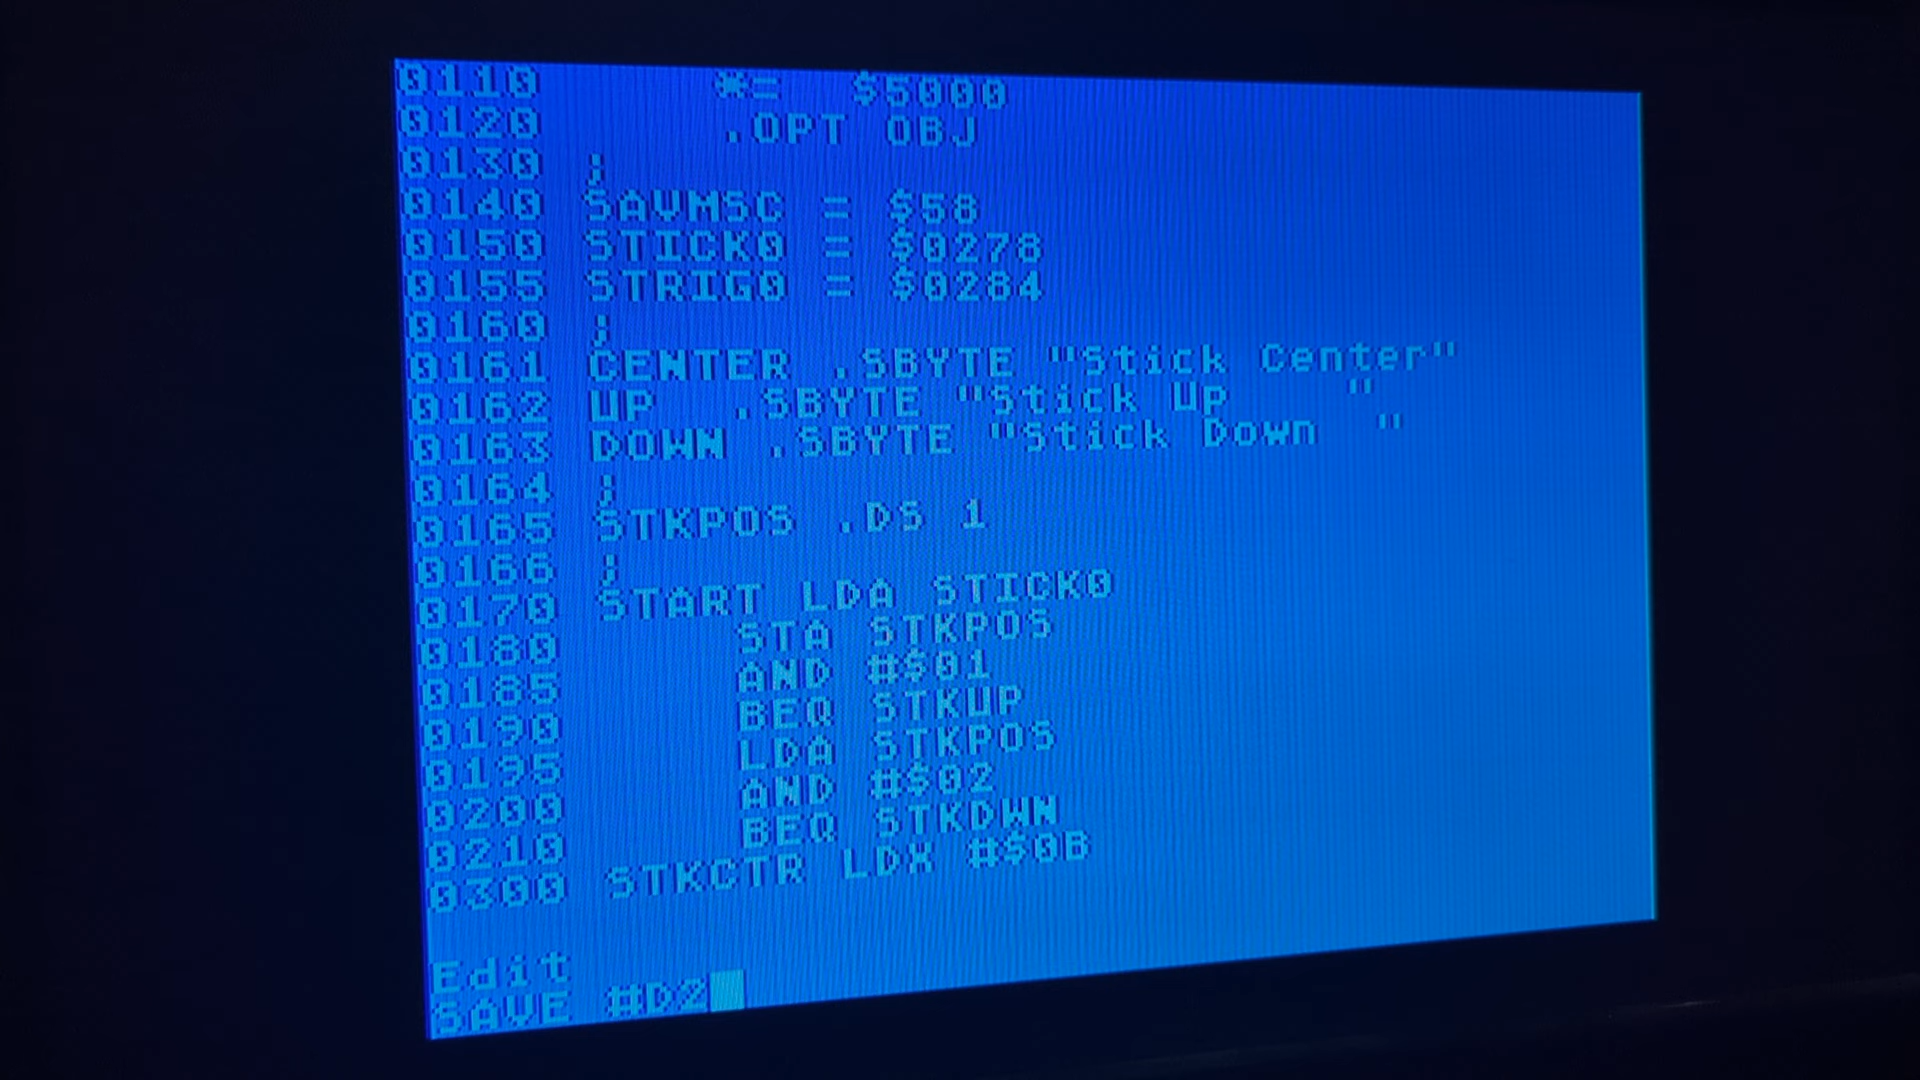 0110 *= $5000
0120 .OPT OBJ
0130 ;
0140 SAVMSC = $58
0150 STICK0 = $0278
0155 STRIG0 = $0284
0160 ;
0161 CENTER .SBYTE "Stick Center"
0162 UP .SBYTE "Stick Up    "
0163 DOWN .SBYTE "Stick Down  "
0164 ;
0165 STKPOS .DS 1
0166 ;
0170 START LDA STICK0
0180 STA STKPOS
0185 AND #$01
0190 BEQ STKUP
0195 LDA STKPOS
0200 AND #$02
0210 BEQ STKDWN
0300 STKCTR LDX #$0B
Edit
SAVE #D2